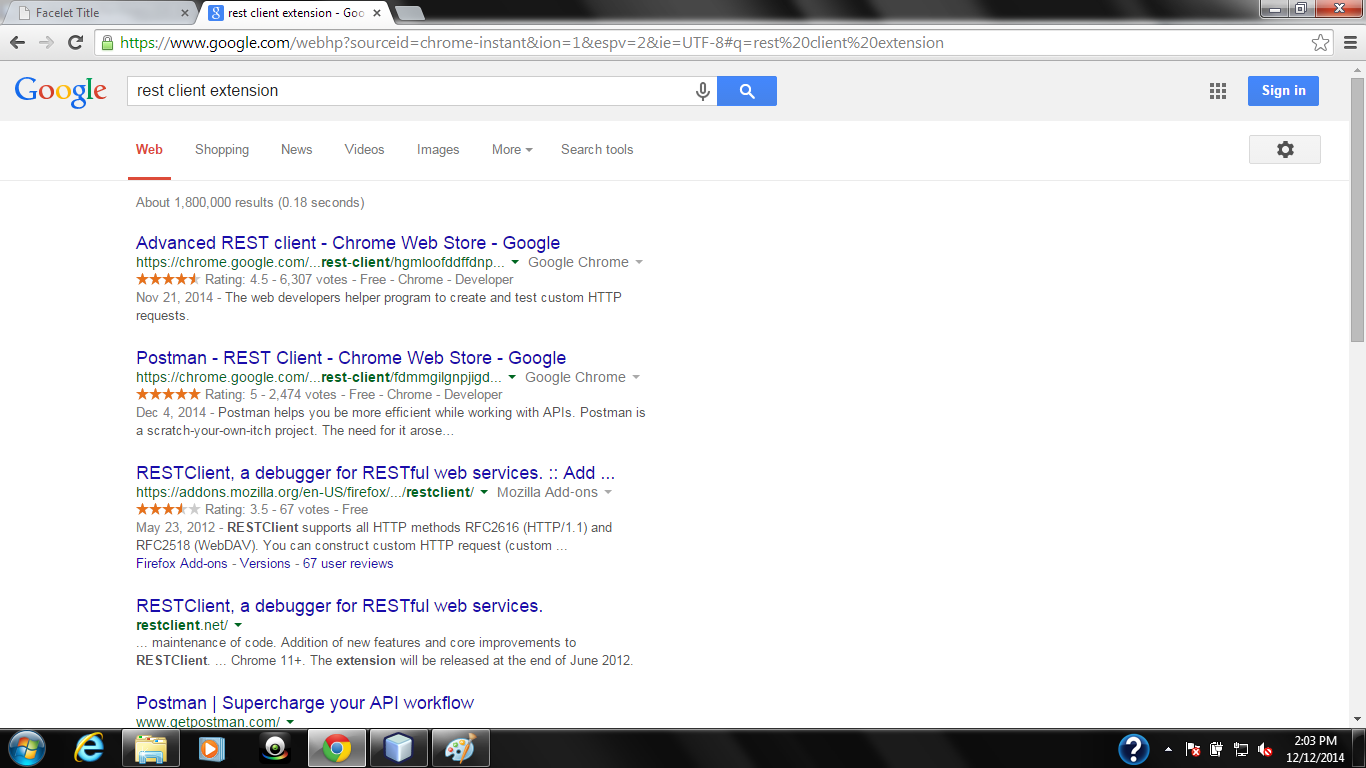 Facelet Title
rest client extension - Goo
https://www.google.com/webhp?sourceid=chrome-instant&ion=1&espv=2&ie=UTF-8#q=rest%20client%20extension
Google
rest client extension
Sign in
Web Shopping News Videos Images More Search tools
About 1,800,000 results (0.18 seconds)
Advanced REST client - Chrome Web Store - Google
https://chrome.google.com/...rest-client/hgmloofddffdnp... Google Chrome
Rating: 4.5 - 6,307 votes - Free - Chrome - Developer
Nov 21, 2014 - The web developers helper program to create and test custom HTTP
requests.
Postman - REST Client - Chrome Web Store - Google
https://chrome.google.com/...rest-client/fdmmgilgnpjigd... Google Chrome
Rating: 5 - 2,474 votes - Free - Chrome - Developer
Dec 4, 2014 - Postman helps you be more efficient while working with APIs. Postman is
a scratch-your-own-itch project. The need for it arose...
RESTClient, a debugger for RESTful web services. :: Add ...
https://addons.mozilla.org/en-US/firefox/.../restclient/ Mozilla Add-ons
Rating: 3.5 - 67 votes - Free
May 23, 2012 - RESTClient supports all HTTP methods RFC2616 (HTTP/1.1) and
RFC2518 (WebDAV). You can construct custom HTTP request (custom ...
Firefox Add-ons - Versions - 67 user reviews
RESTClient, a debugger for RESTful web services.
restclient.net/
... maintenance of code. Addition of new features and core improvements to
RESTClient. ... Chrome 11+. The extension will be released at the end of June 2012.
Postman | Supercharge your API workflow
www.getpostman.com/
2:03 PM
12/12/2014